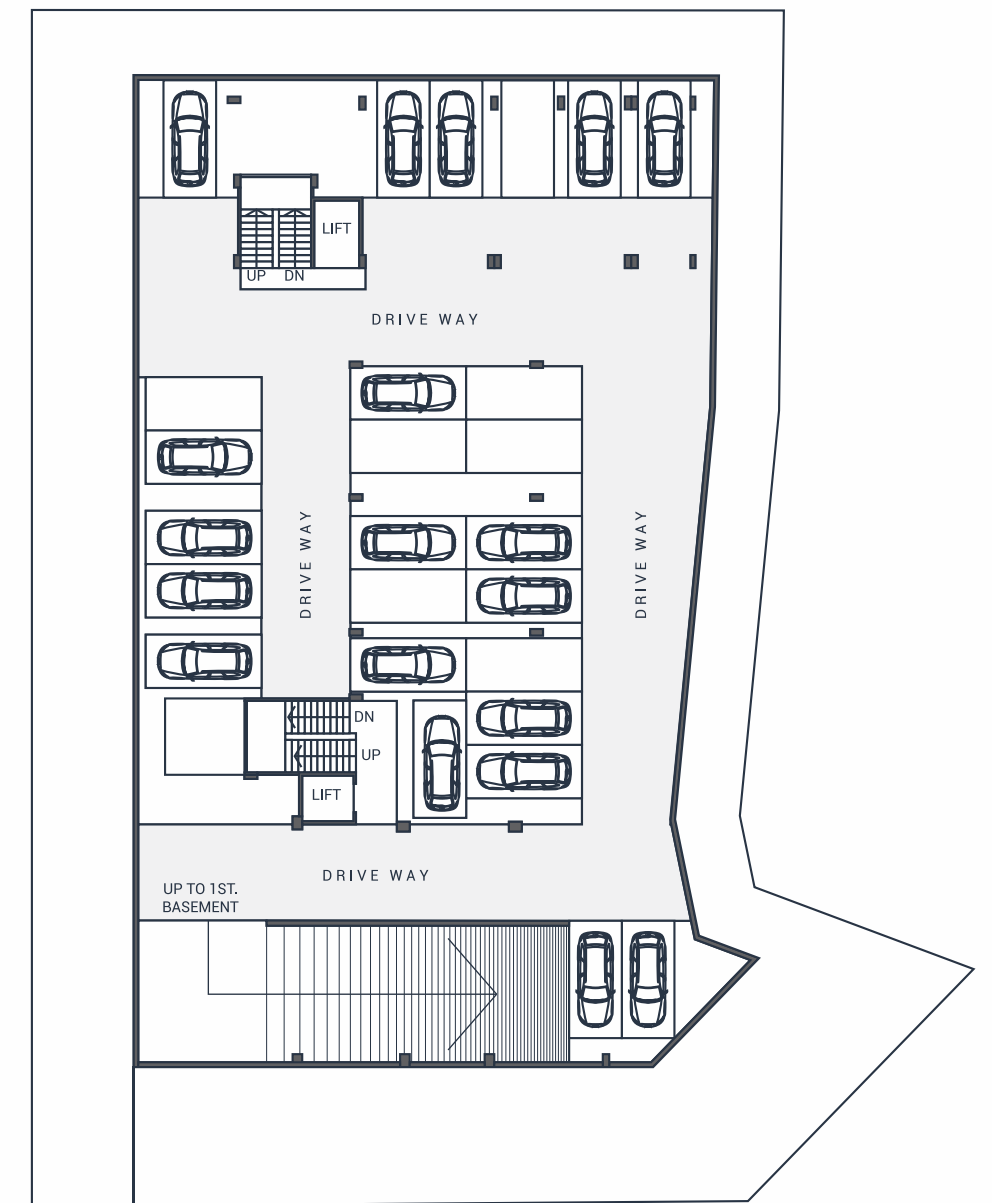 LIFT
UP DN
DRIVE WAY
DRIVE WAY
DRIVE WAY
DN
UP
LIFT
DRIVE WAY
UP TO 1ST.
BASEMENT